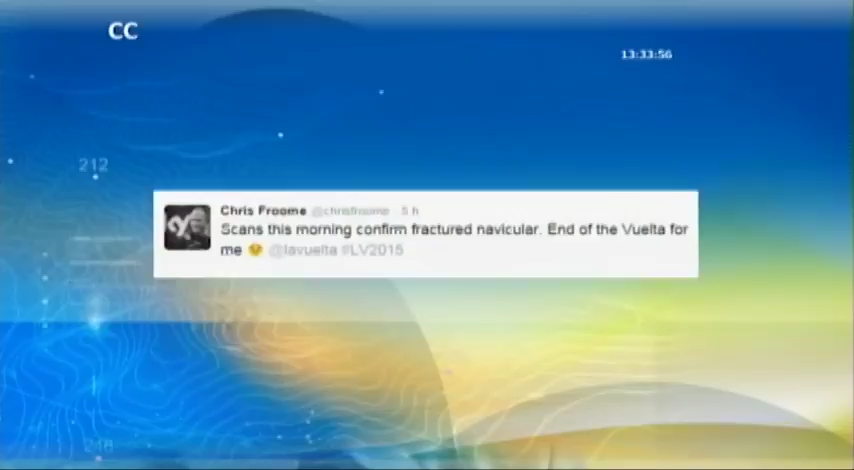 CC
13:33:56
212
Chris Froome @chrisfroome · 5 h
Scans this morning confirm fractured navicular. End of the Vuelta for
me 😟 @lavuelta #LV2015